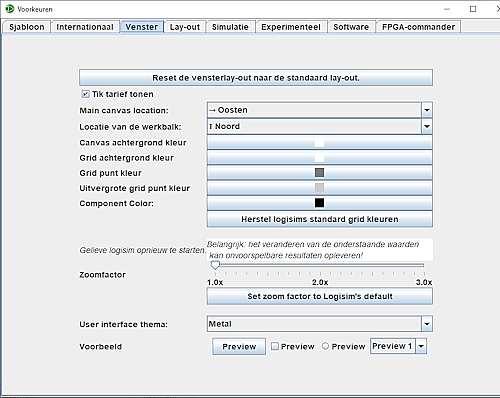 Voorkeuren
Sjabloon Internationaal Venster Lay-out Simulatie Experimenteel Software FPGA-commander
Reset de vensterlay-out naar de standaard lay-out.
Tik tarief tonen
Main canvas location: → Oosten
Locatie van de werkbalk: ↑ Noord
Canvas achtergrond kleur
Grid achtergrond kleur
Grid punt kleur
Uitvergrote grid punt kleur
Component Color:
Herstel logisims standard grid kleuren
Gelieve logisim opnieuw te starten. Belangrijk: het veranderen van de onderstaande waarden
kan onvoorspelbare resultaten opleveren!
Zoomfactor
1.0x 2.0x 3.0x
Set zoom factor to Logisim's default
User interface thema: Metal
Voorbeeld Preview Preview Preview Preview 1